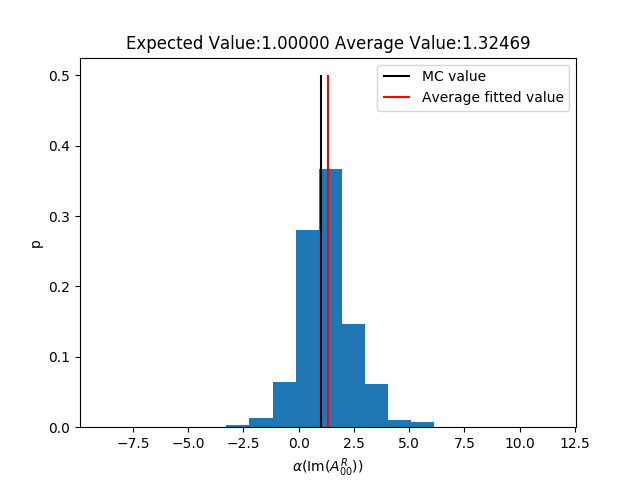 Expected Value:1.00000 Average Value:1.32469
MC value
Average fitted value
0.5
0.4
0.3
0.2
0.1
0.0
p
−7.5 −5.0 −2.5 0.0 2.5 5.0 7.5 10.0 12.5
α(Im(A^R_00))